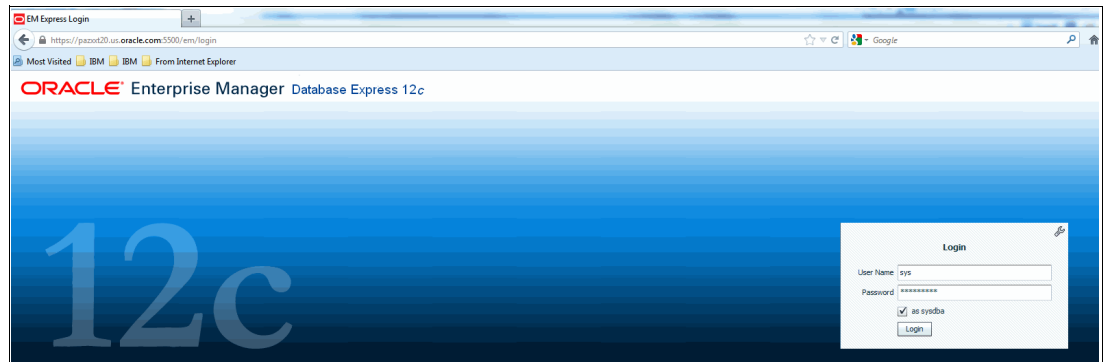 EM Express Login
+
https://pazxxt20.us.oracle.com:5500/em/login
Google
Most Visited IBM IBM From Internet Explorer
ORACLE Enterprise Manager Database Express 12c
12c
Login
User Name sys
Password *********
as sysdba
Login